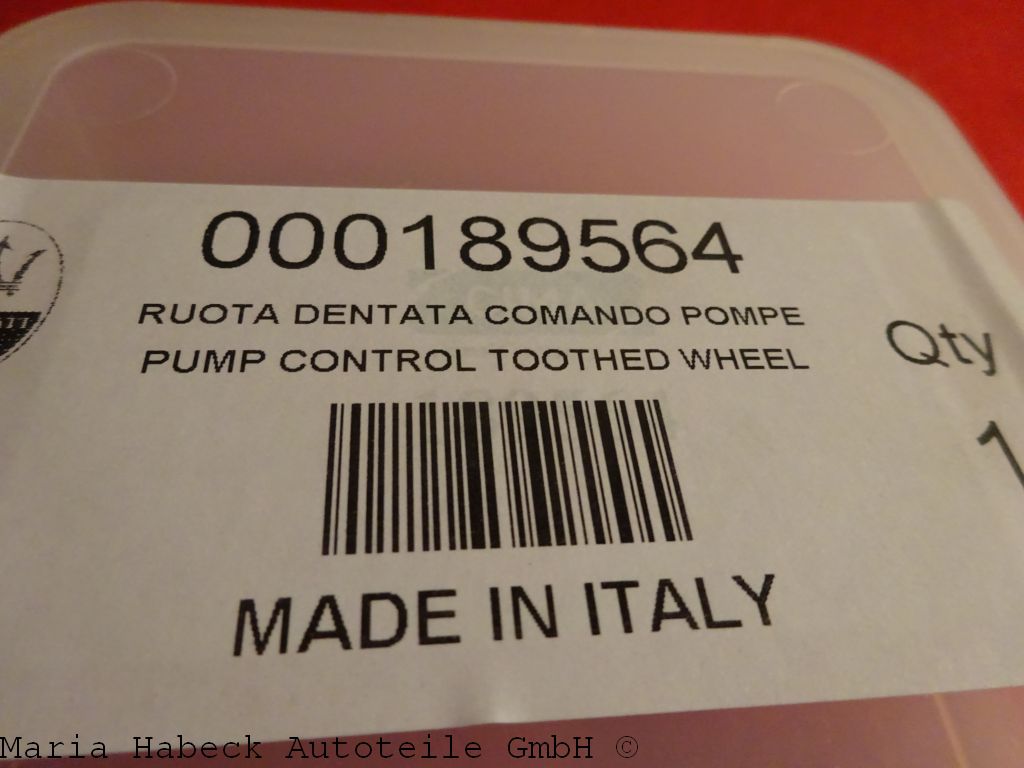 000189564
RUOTA DENTATA COMANDO POMPE
PUMP CONTROL TOOTHED WHEEL
Qty
1
MADE IN ITALY
Maria Habeck Autoteile GmbH ©